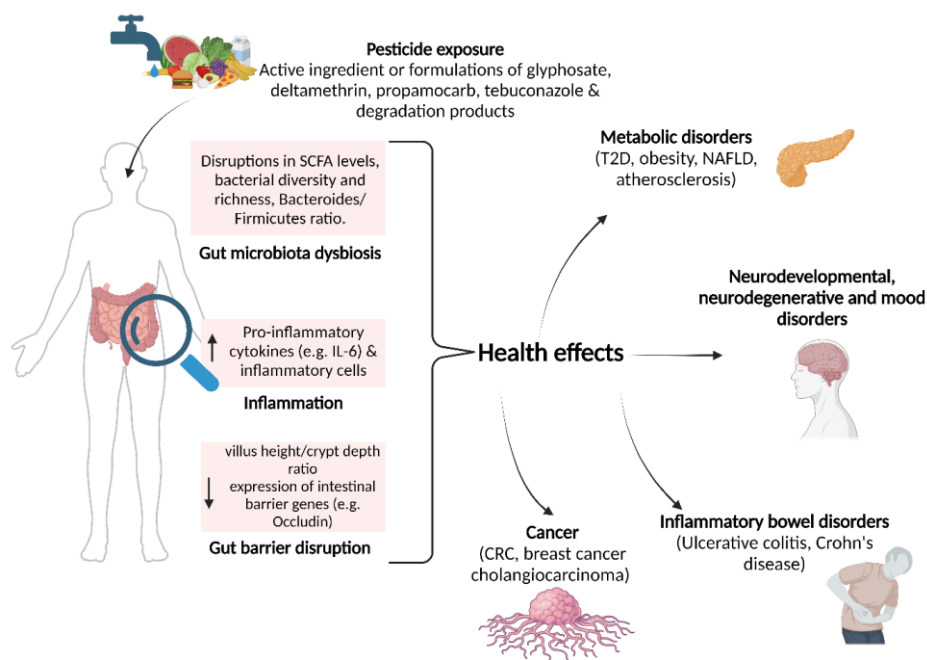 Pesticide exposure
Active ingredient or formulations of glyphosate,
deltamethrin, propamocarb, tebuconazole &
degradation products
Disruptions in SCFA levels,
bacterial diversity and
richness, Bacteroides/
Firmicutes ratio.
Gut microbiota dysbiosis
Pro-inflammatory
cytokines (e.g. IL-6) &
inflammatory cells
Inflammation
villus height/crypt depth
ratio
expression of intestinal
barrier genes (e.g.
Occludin)
Gut barrier disruption
Health effects
Metabolic disorders
(T2D, obesity, NAFLD,
atherosclerosis)
Neurodevelopmental,
neurodegenerative and mood
disorders
Inflammatory bowel disorders
(Ulcerative colitis, Crohn's
disease)
Cancer
(CRC, breast cancer
cholangiocarcinoma)